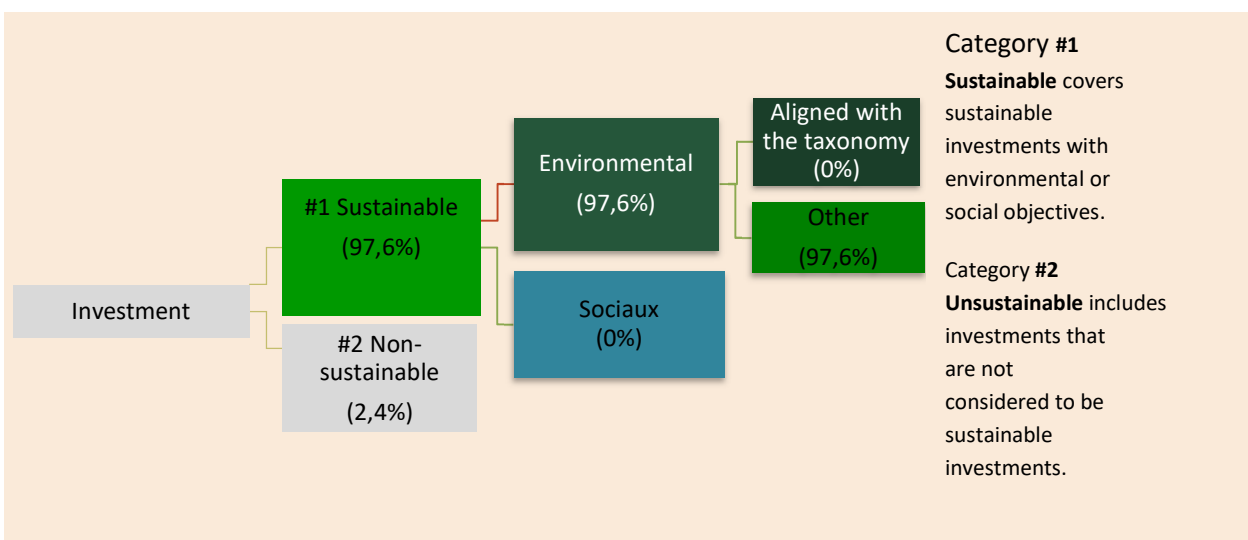 Investment
#1 Sustainable
(97,6%)
#2 Non-
sustainable
(2,4%)
Environmental
(97,6%)
Sociaux
(0%)
Aligned with
the taxonomy
(0%)
Other
(97,6%)
Category #1
Sustainable covers
sustainable
investments with
environmental or
social objectives.
Category #2
Unsustainable includes
investments that
are not
considered to be
sustainable
investments.